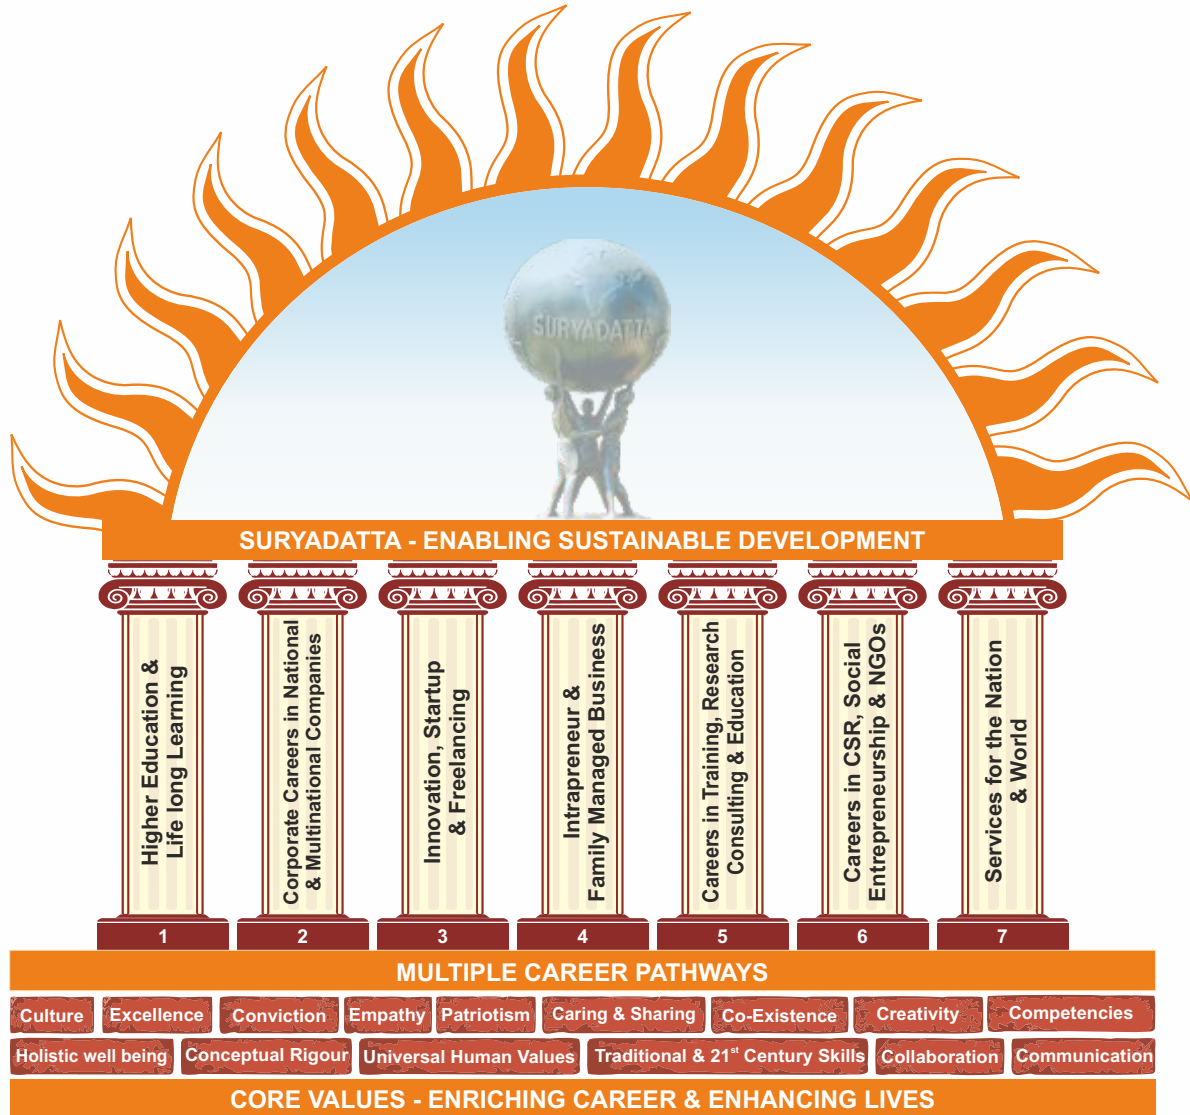 SURYADATTA
SURYADATTA - ENABLING SUSTAINABLE DEVELOPMENT
Higher Education &
Life long Learning
Corporate Careers in National
& Multinational Companies
Innovation, Startup
& Freelancing
Intrapreneur &
Family Managed Business
Careers in Training, Research
Consulting & Education
Careers in CSR, Social
Entrepreneurship & NGOs
Services for the Nation
& World
1 2 3 4 5 6 7
MULTIPLE CAREER PATHWAYS
Culture Excellence Conviction Empathy Patriotism Caring & Sharing Co-Existence Creativity Competencies
Holistic well being Conceptual Rigour Universal Human Values Traditional & 21st Century Skills Collaboration Communication
CORE VALUES - ENRICHING CAREER & ENHANCING LIVES